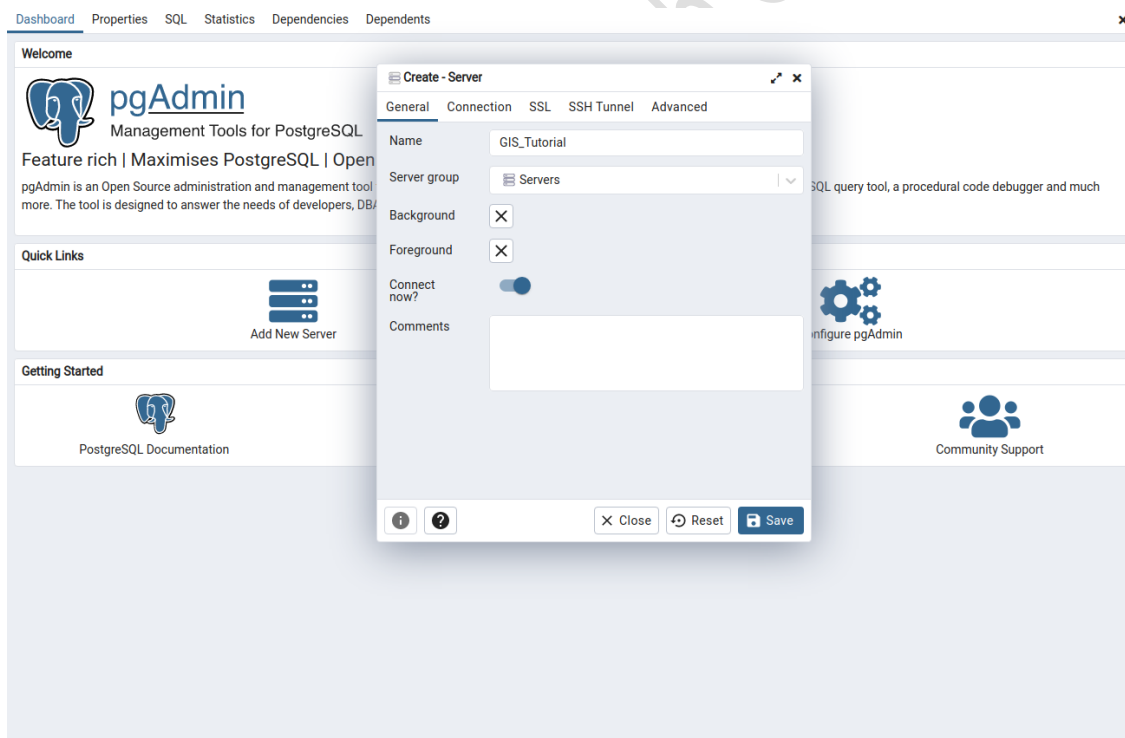 Dashboard Properties SQL Statistics Dependencies Dependents
Welcome
pgAdmin
Management Tools for PostgreSQL
Feature rich | Maximises PostgreSQL | Open
pgAdmin is an Open Source administration and management tool
SQL query tool, a procedural code debugger and much
more. The tool is designed to answer the needs of developers,
Quick Links
Add New Server
Configure pgAdmin
Getting Started
PostgreSQL Documentation
Community Support
Create - Server
General Connection SSL SSH Tunnel Advanced
Name GIS_Tutorial
Server group Servers
Background
Foreground
Connect
now?
Comments
Close Reset Save